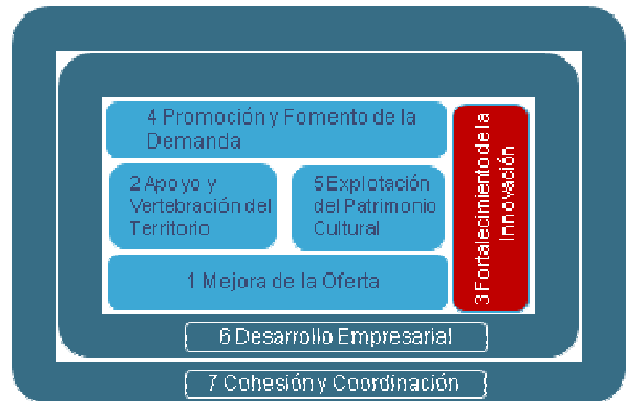 4 Promoción y Fomento de la
Demanda
2 Apoyo y
Vertebración del
Territorio
5 Explotación
del Patrimonio
Cultural
3 Fortalecimiento de la
Innovación
1 Mejora de la Oferta
6 Desarrollo Empresarial
7 Cohesión y Coordinación